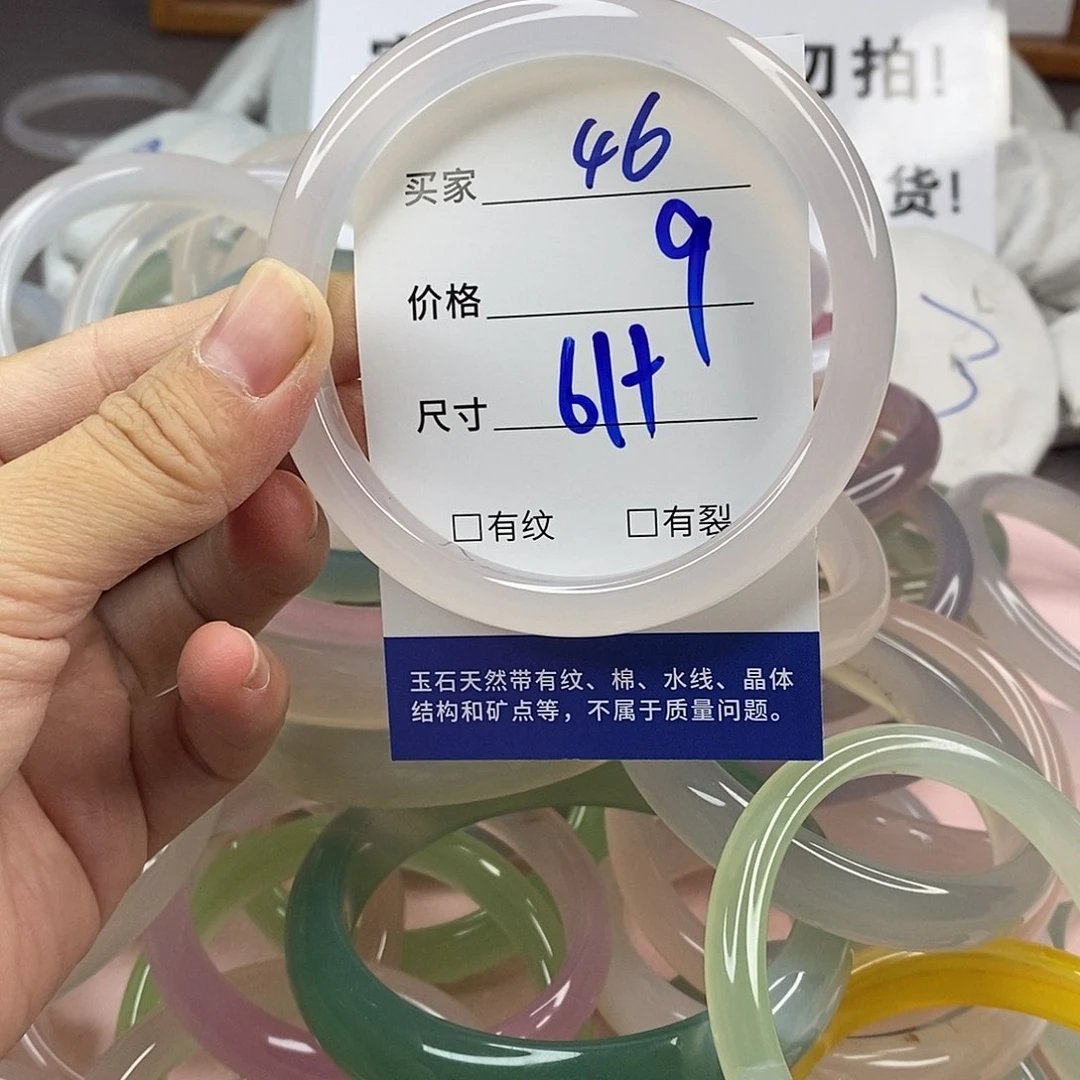 勿拍！
货！
买家 46
价格 9
尺寸 61+
□有纹 □有裂
玉石天然带有纹、棉、水线、晶体
结构和矿点等，不属于质量问题。
3